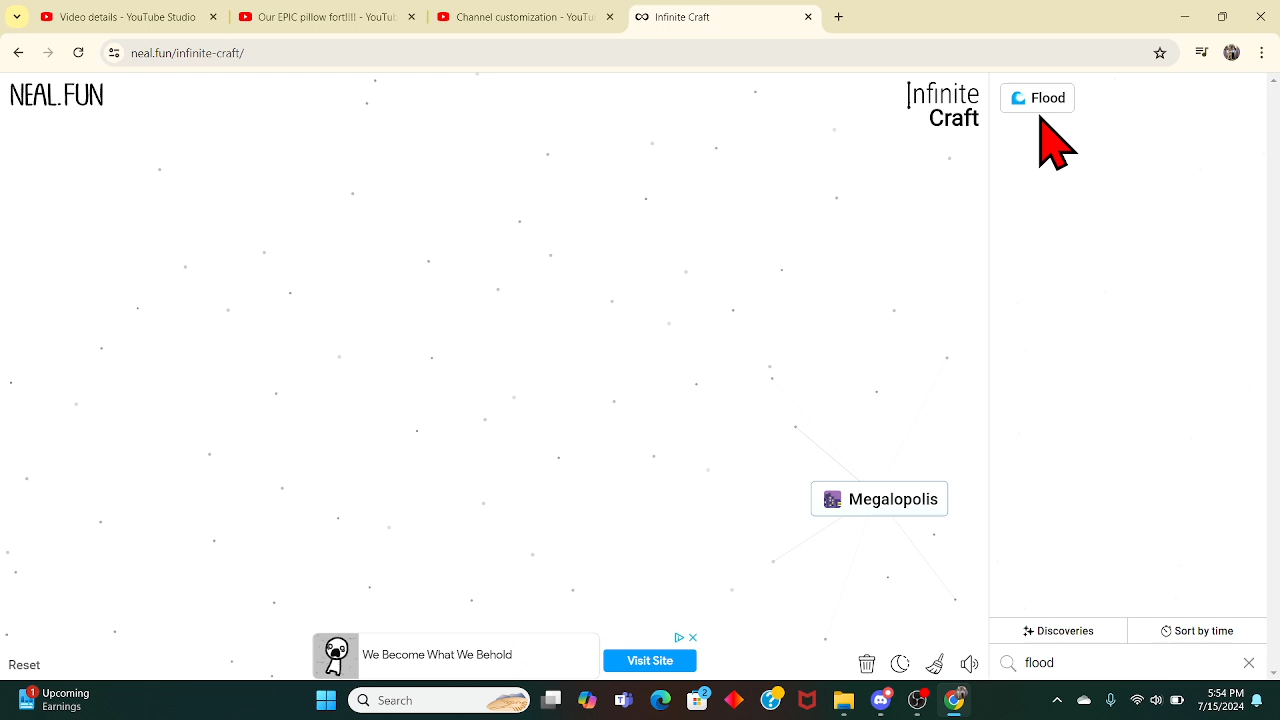 Video details - YouTube Studio
Our EPIC pillow fort!!!! - YouTu
Channel customization - YouTu
Infinite Craft
neal.fun/infinite-craft/
NEAL.FUN
Infinite
Craft
Flood
Megalopolis
We Become What We Behold
Visit Site
Reset
Discoveries
Sort by time
flood
1
Upcoming
Earnings
Search
2
5:54 PM
7/15/2024